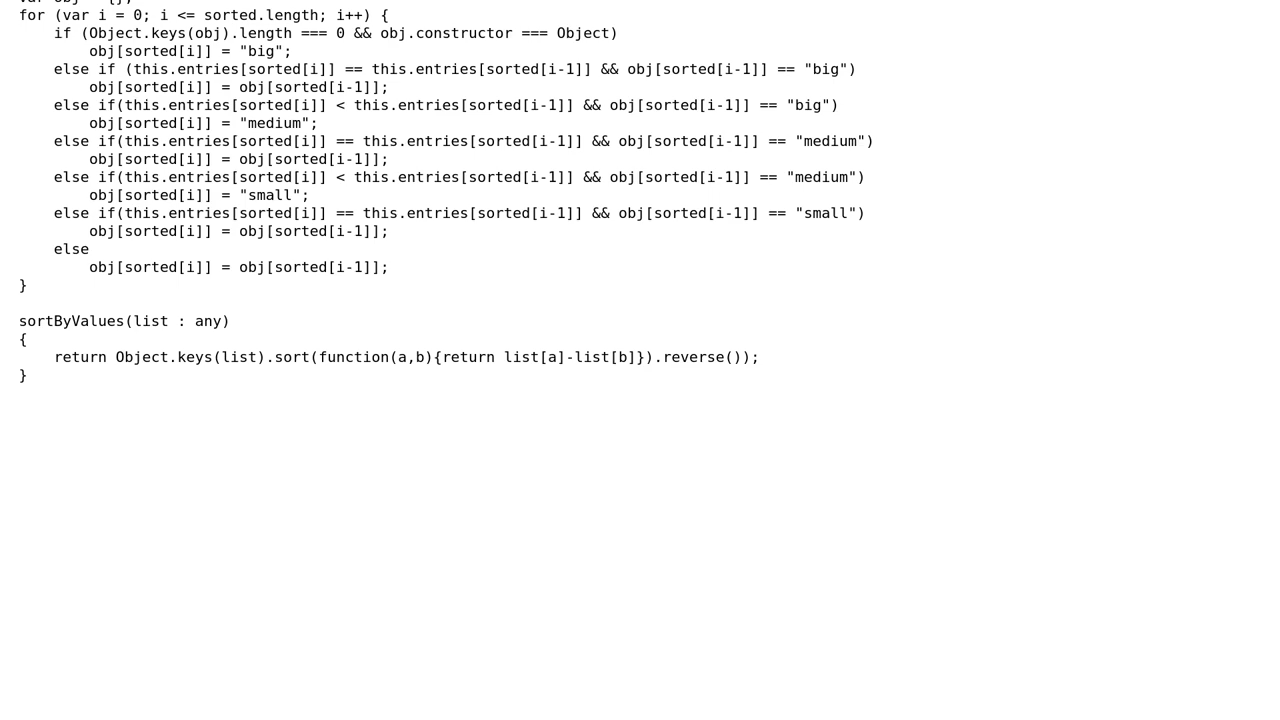 var obj = {};
for (var i = 0; i <= sorted.length; i++) {
    if (Object.keys(obj).length === 0 && obj.constructor === Object)
        obj[sorted[i]] = "big";
    else if (this.entries[sorted[i]] == this.entries[sorted[i-1]] && obj[sorted[i-1]] == "big")
        obj[sorted[i]] = obj[sorted[i-1]];
    else if(this.entries[sorted[i]] < this.entries[sorted[i-1]] && obj[sorted[i-1]] == "big")
        obj[sorted[i]] = "medium";
    else if(this.entries[sorted[i]] == this.entries[sorted[i-1]] && obj[sorted[i-1]] == "medium")
        obj[sorted[i]] = obj[sorted[i-1]];
    else if(this.entries[sorted[i]] < this.entries[sorted[i-1]] && obj[sorted[i-1]] == "medium")
        obj[sorted[i]] = "small";
    else if(this.entries[sorted[i]] == this.entries[sorted[i-1]] && obj[sorted[i-1]] == "small")
        obj[sorted[i]] = obj[sorted[i-1]];
    else
        obj[sorted[i]] = obj[sorted[i-1]];
}

sortByValues(list : any)
{
    return Object.keys(list).sort(function(a,b){return list[a]-list[b]}).reverse());
}